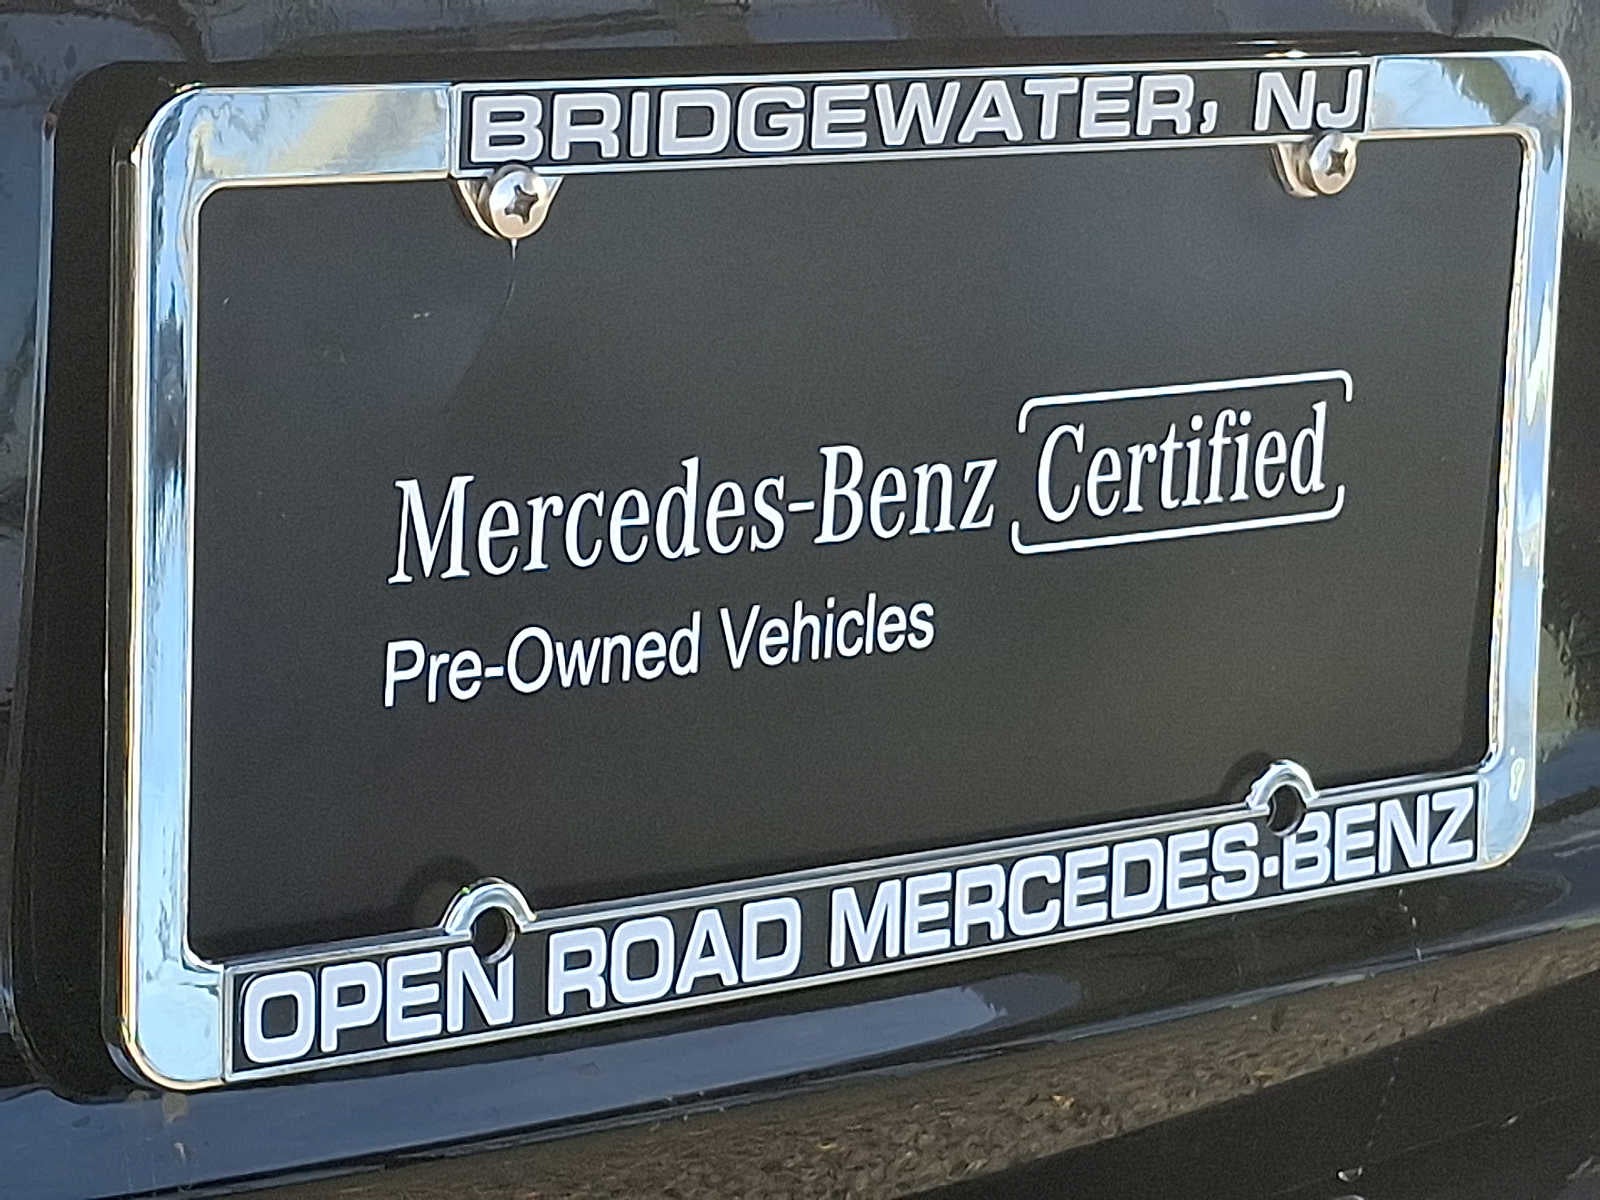 BRIDGEWATER, NJ
Mercedes-Benz Certified
Pre-Owned Vehicles
OPEN ROAD MERCEDES-BENZ